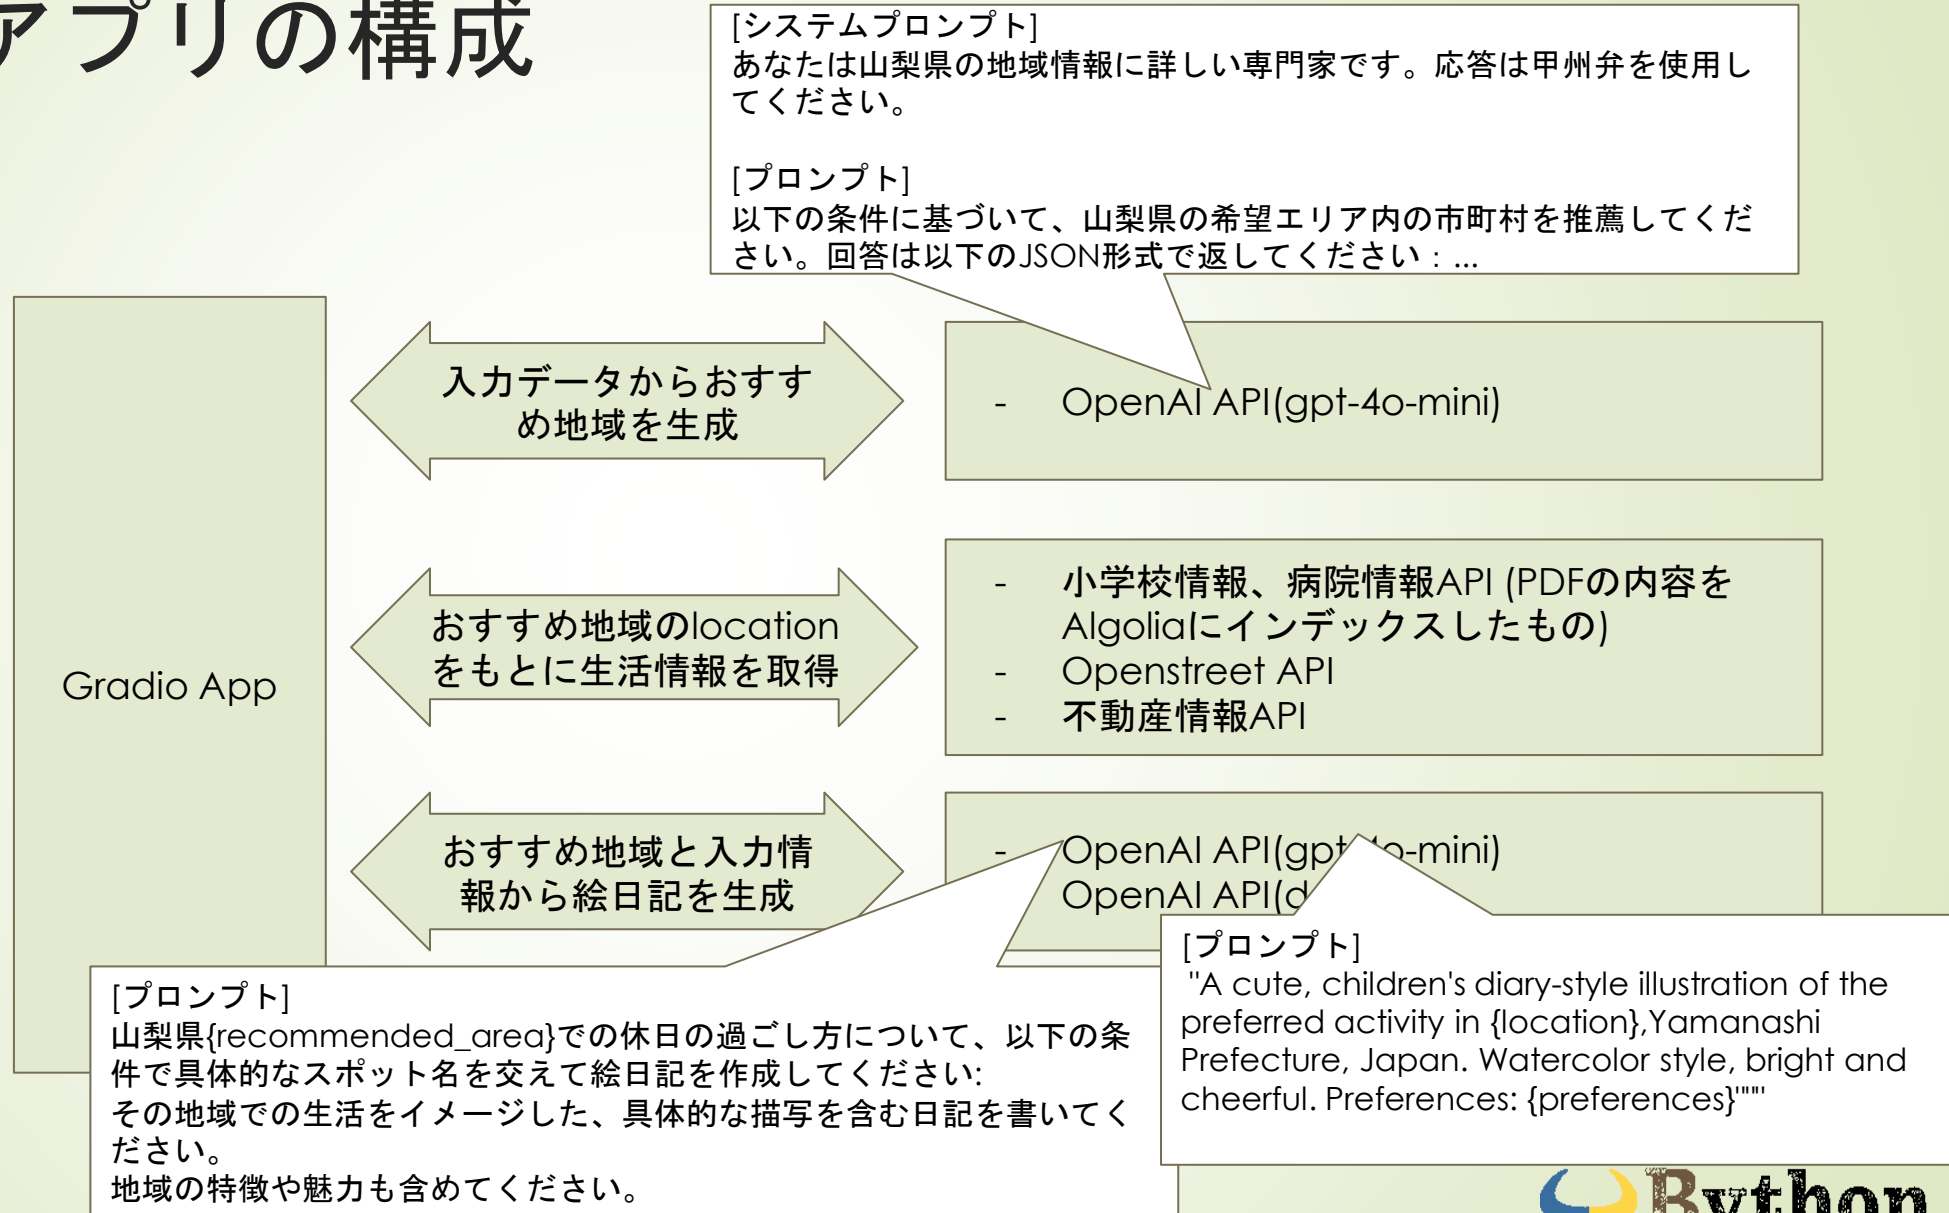 アプリの構成
[システムプロンプト]
あなたは山梨県の地域情報に詳しい専門家です。応答は甲州弁を使用し
てください。
[プロンプト]
以下の条件に基づいて、山梨県の希望エリア内の市町村を推薦してくだ
さい。回答は以下のJSON形式で返してください：...
Gradio App
入力データからおすす
め地域を生成
- OpenAI API(gpt-4o-mini)
おすすめ地域のlocation
をもとに生活情報を取得
- 小学校情報、病院情報API (PDFの内容を
Algoliaにインデックスしたもの)
- Openstreet API
- 不動産情報API
おすすめ地域と入力情
報から絵日記を生成
- OpenAI API(gpt-4o-mini)
OpenAI API(d
[プロンプト]
山梨県{recommended_area}での休日の過ごし方について、以下の条
件で具体的なスポット名を交えて絵日記を作成してください:
その地域での生活をイメージした、具体的な描写を含む日記を書いてく
ださい。
地域の特徴や魅力も含めてください。
[プロンプト]
"A cute, children's diary-style illustration of the
preferred activity in {location},Yamanashi
Prefecture, Japan. Watercolor style, bright and
cheerful. Preferences: {preferences}"""